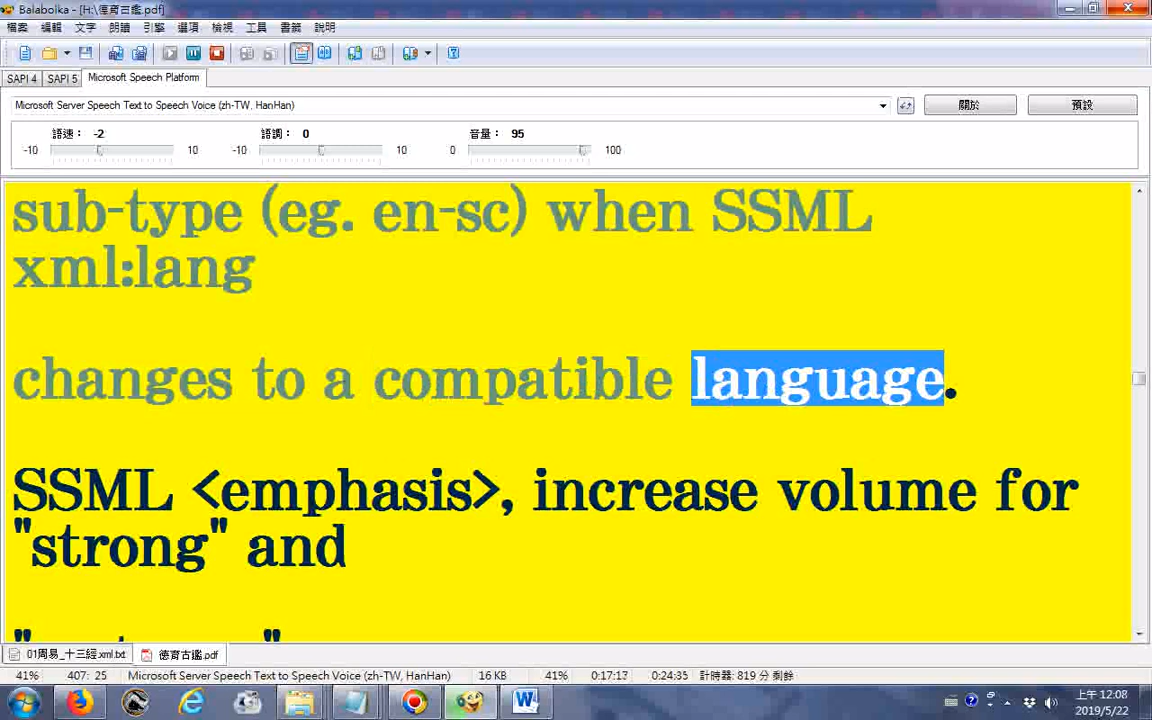 Balabolka - [H:\德育古鑑.pdf]
檔案 編輯 文字 朗讀 引擎 選項 檢視 工具 書籤 說明
SAPI 4 SAPI 5 Microsoft Speech Platform
Microsoft Server Speech Text to Speech Voice (zh-TW, HanHan) 關於 預設
語速: -2 語調: 0 音量: 95
-10 10 -10 10 0 100
sub-type (eg. en-sc) when SSML
xml:lang
changes to a compatible language.
SSML <emphasis>, increase volume for
"strong" and
01周易_十三經.xml.txt 德育古鑑.pdf
41% 407: 25 Microsoft Server Speech Text to Speech Voice (zh-TW, HanHan) 16 KB 41% 0:17:17 0:24:35 計時器: 819 分 剩餘
上午 12:08
2019/5/22